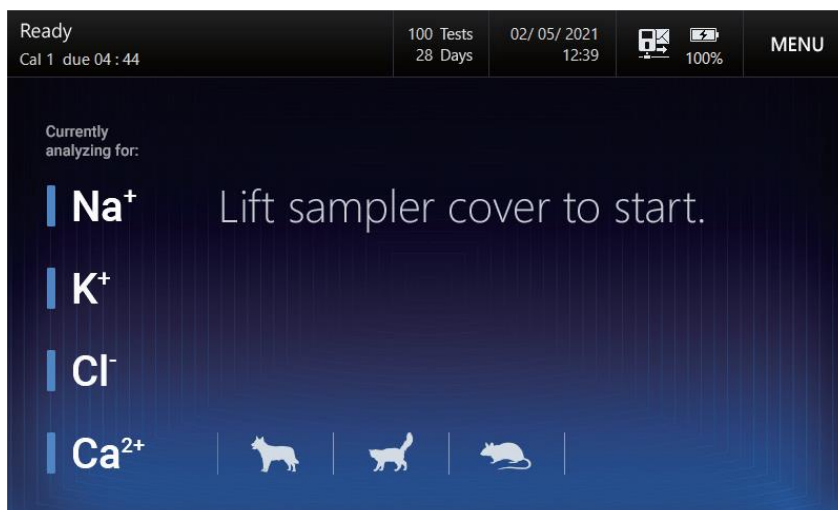 Ready
Cal 1 due 04 : 44
100 Tests
28 Days
02/ 05/ 2021
12:39
100%
MENU
Currently
analyzing for:
Na⁺
Lift sampler cover to start.
K⁺
Cl⁻
Ca²⁺